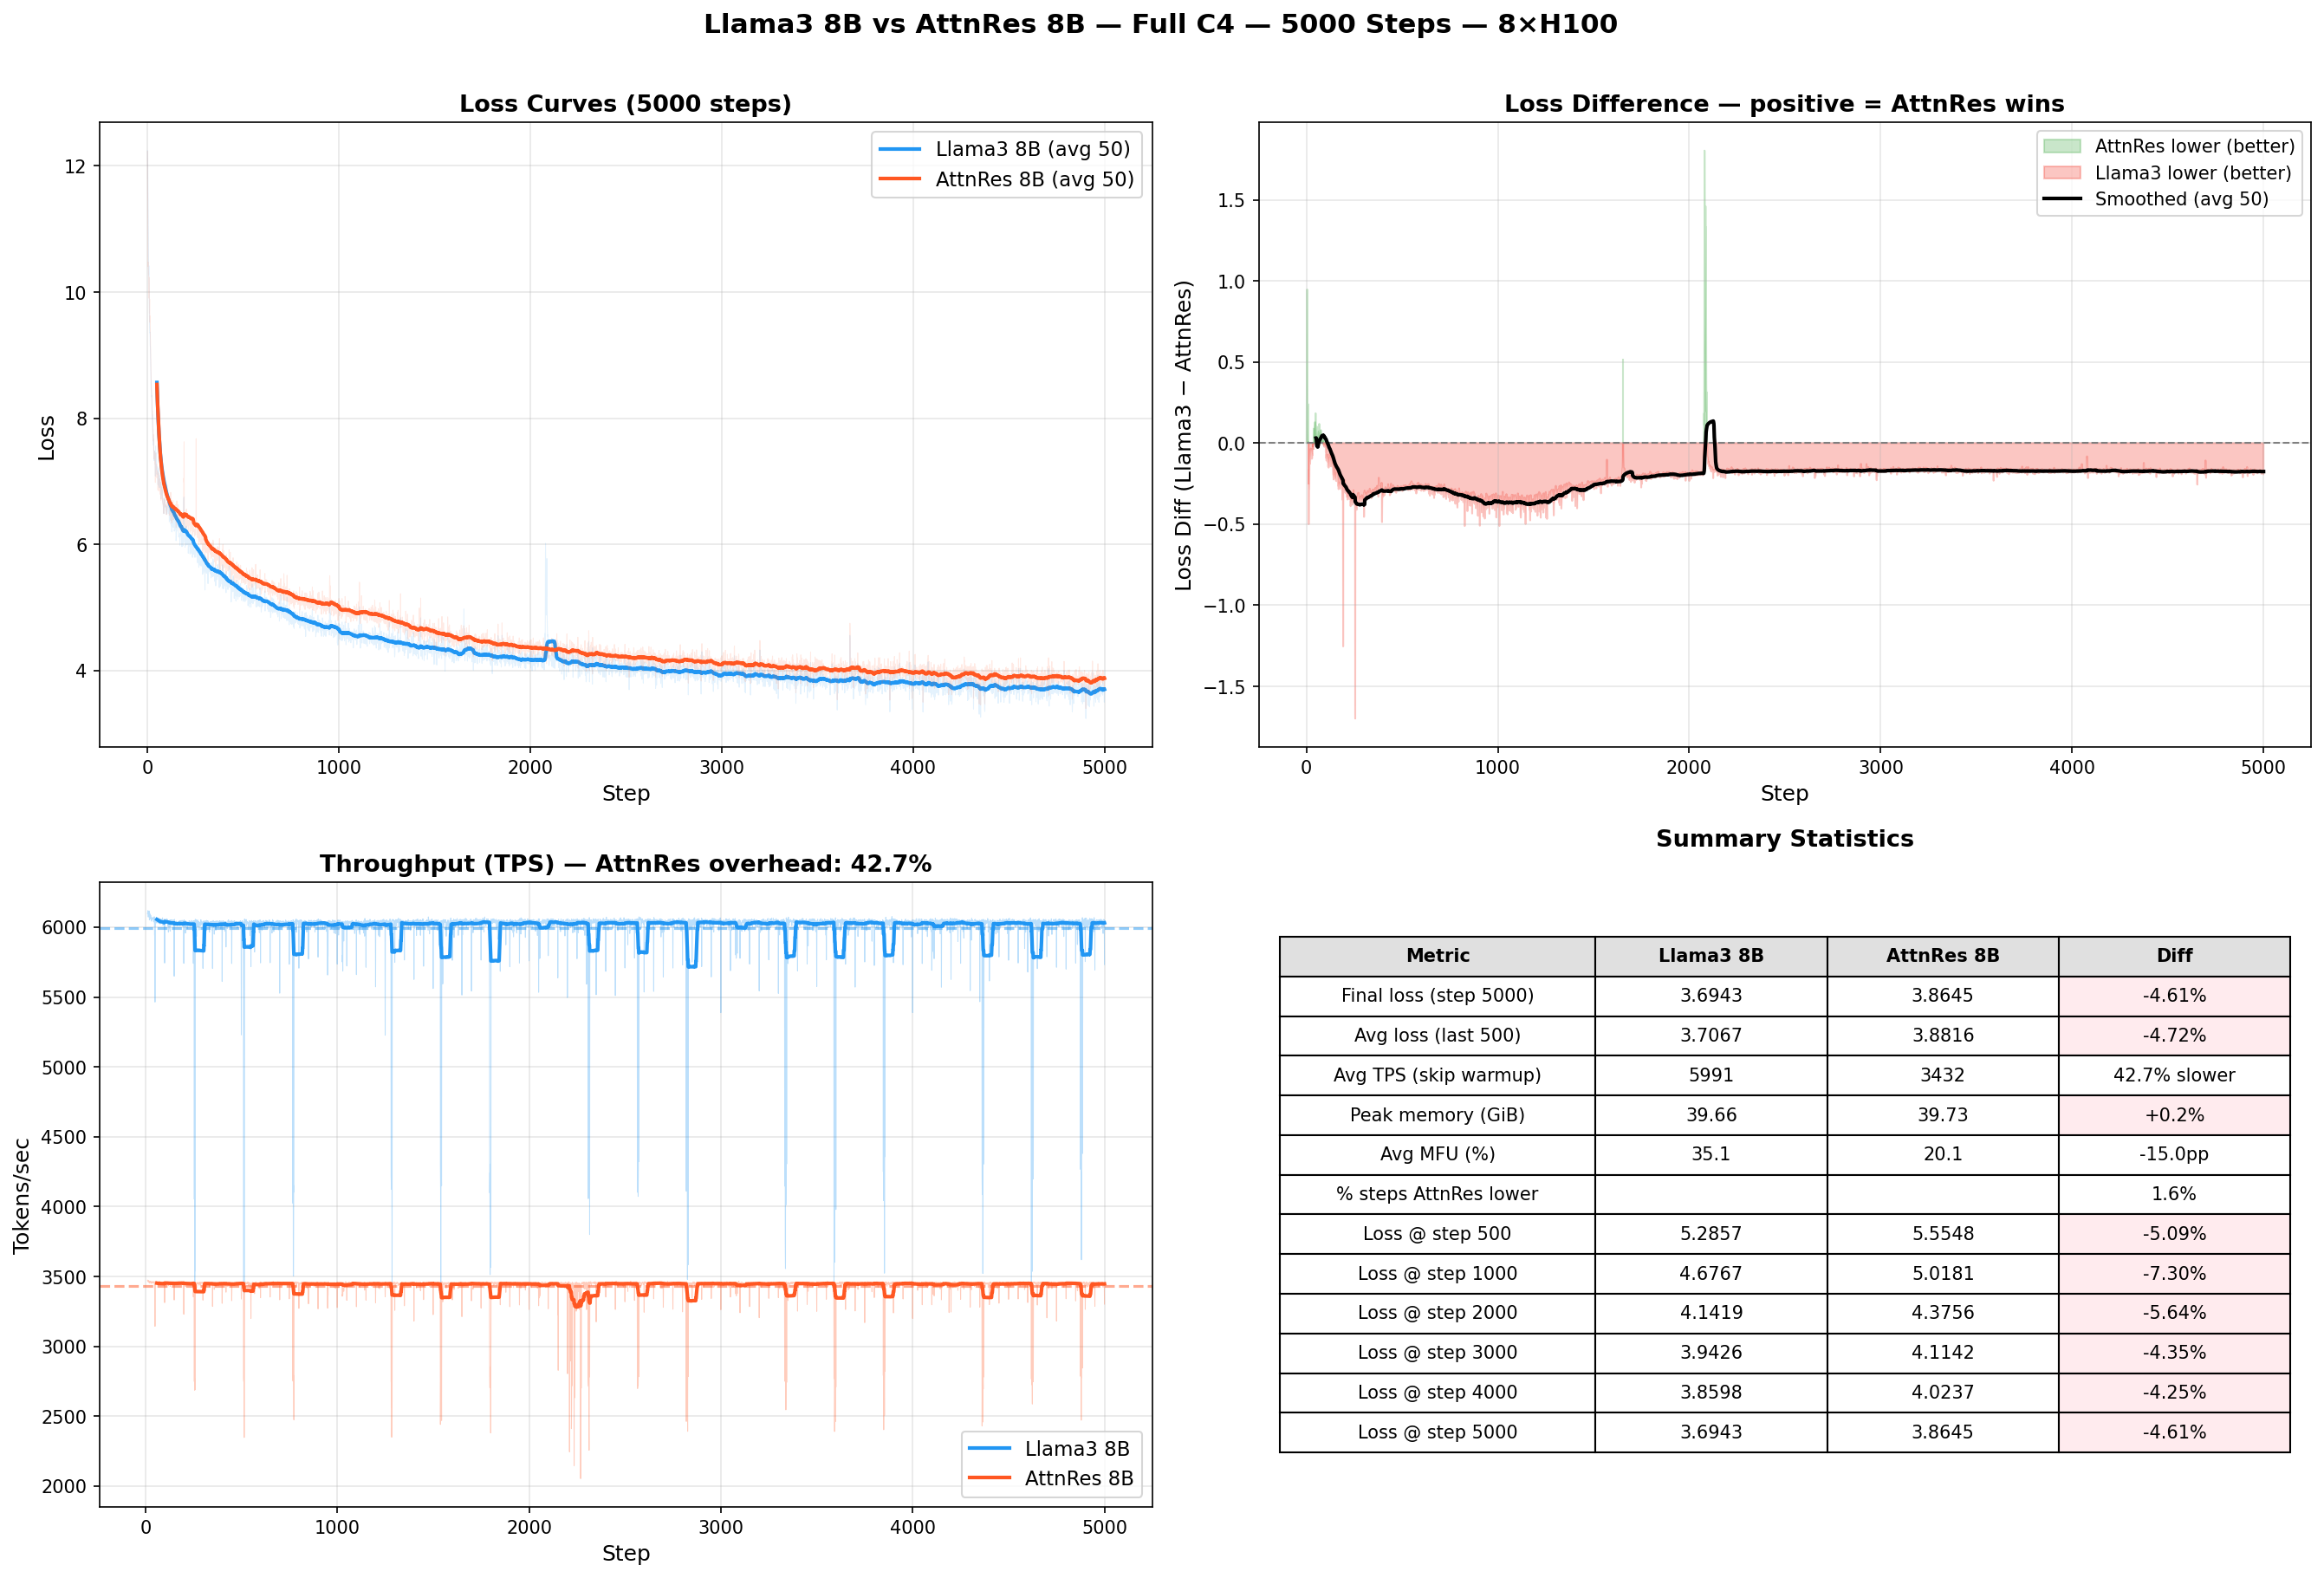 Llama3 8B vs AttnRes 8B — Full C4 — 5000 Steps — 8×H100
Loss Curves (5000 steps)
Llama3 8B (avg 50)
AttnRes 8B (avg 50)
Loss
12
10
8
6
4
0 1000 2000 3000 4000 5000
Step
Loss Difference — positive = AttnRes wins
AttnRes lower (better)
Llama3 lower (better)
Smoothed (avg 50)
Loss Diff (Llama3 − AttnRes)
1.5
1.0
0.5
0.0
−0.5
−1.0
−1.5
0 1000 2000 3000 4000 5000
Step
Throughput (TPS) — AttnRes overhead: 42.7%
Tokens/sec
6000
5500
5000
4500
4000
3500
3000
2500
2000
Llama3 8B
AttnRes 8B
0 1000 2000 3000 4000 5000
Step
Summary Statistics
Metric Llama3 8B AttnRes 8B Diff
Final loss (step 5000) 3.6943 3.8645 -4.61%
Avg loss (last 500) 3.7067 3.8816 -4.72%
Avg TPS (skip warmup) 5991 3432 42.7% slower
Peak memory (GiB) 39.66 39.73 +0.2%
Avg MFU (%) 35.1 20.1 -15.0pp
% steps AttnRes lower 1.6%
Loss @ step 500 5.2857 5.5548 -5.09%
Loss @ step 1000 4.6767 5.0181 -7.30%
Loss @ step 2000 4.1419 4.3756 -5.64%
Loss @ step 3000 3.9426 4.1142 -4.35%
Loss @ step 4000 3.8598 4.0237 -4.25%
Loss @ step 5000 3.6943 3.8645 -4.61%